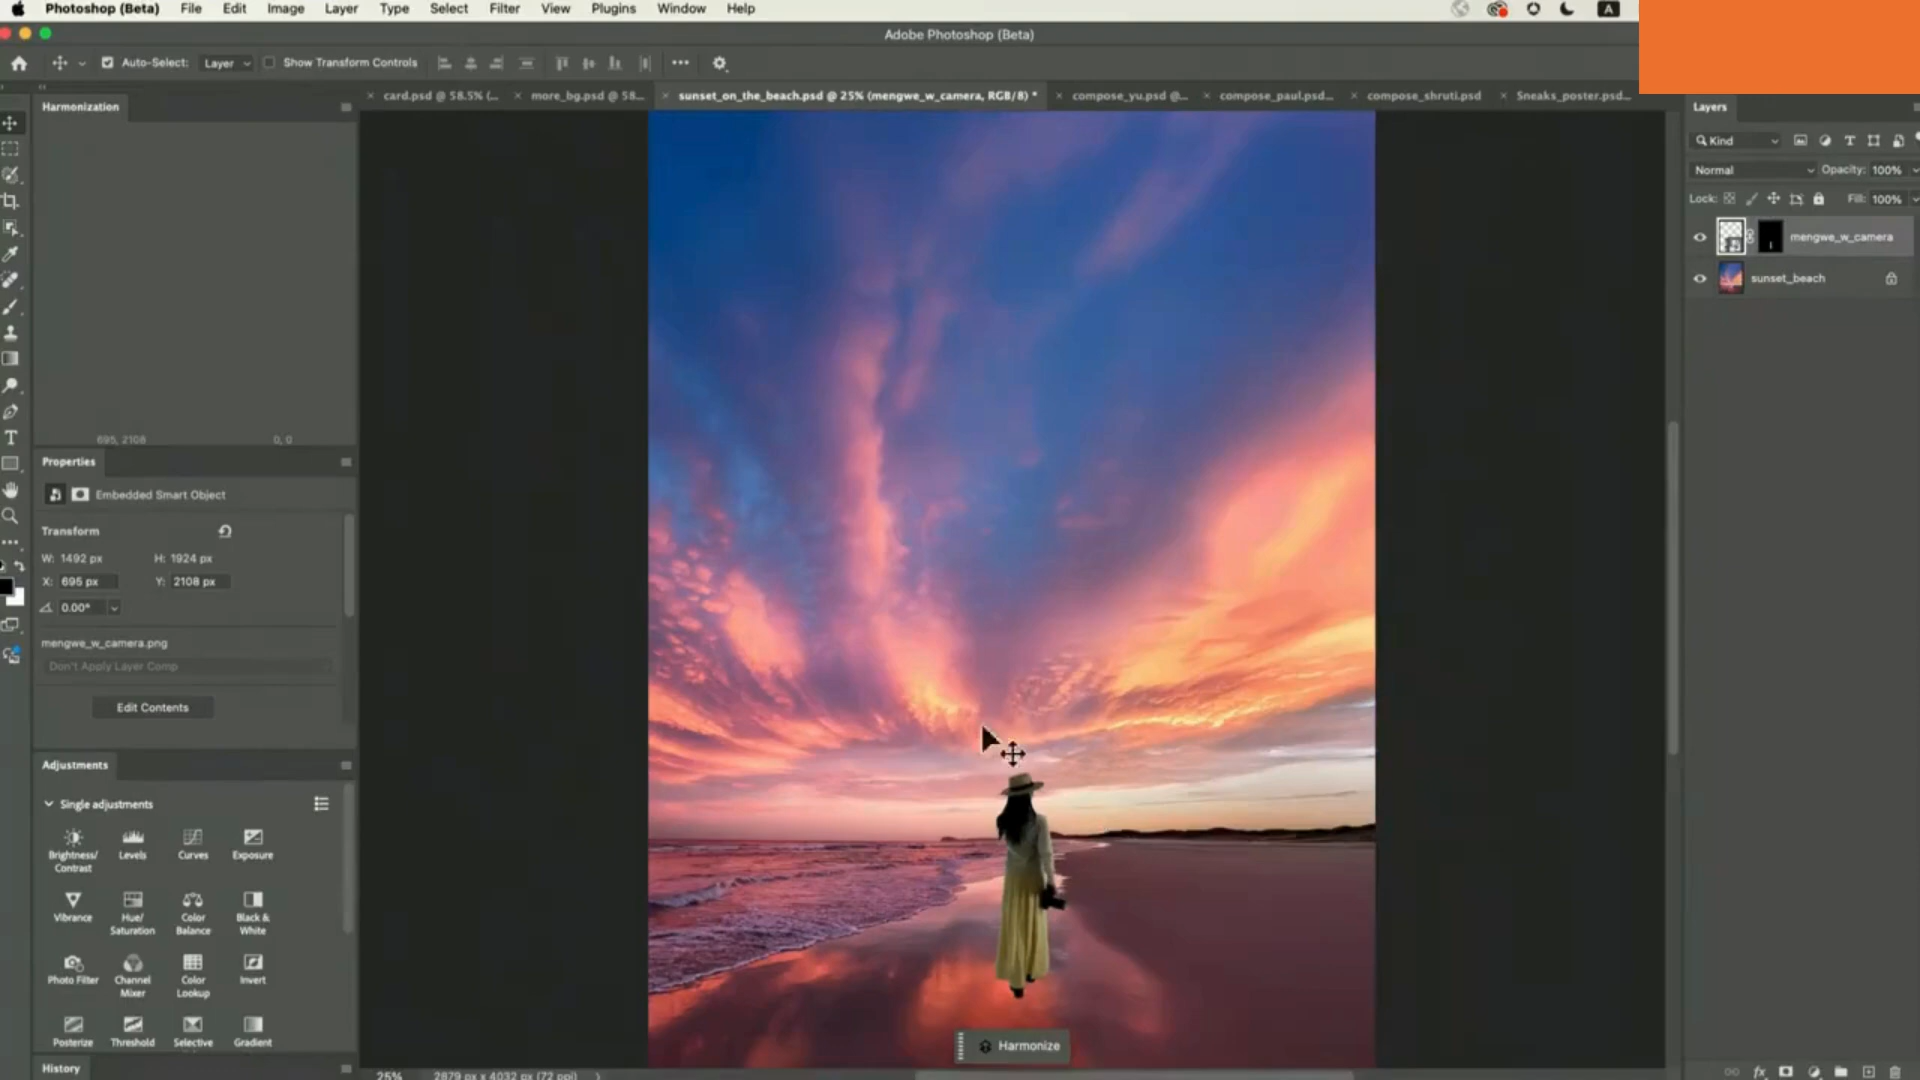 Photoshop (Beta) File Edit Image Layer Type Select Filter View Plugins Window Help A
Adobe Photoshop (Beta)
Auto-Select: Layer Show Transform Controls
card.psd @ 58.5% (... more_bg.psd @ 58... sunset_on_the_beach.psd @ 25% (mengwe_w_camera, RGB/8) * compose_yu.psd @... compose_paul.psd... compose_shruti.psd Sneaks_poster.psd...
Harmonization
695, 2108 0, 0
Properties
Embedded Smart Object
Transform
W: 1492 px H: 1924 px
X: 695 px Y: 2108 px
0.00°
mengwe_w_camera.png
Don't Apply Layer Comp
Edit Contents
Adjustments
Single adjustments
Brightness/
Contrast
Levels
Curves
Exposure
Vibrance
Hue/
Saturation
Color
Balance
Black &
White
Photo Filter
Channel
Mixer
Color
Lookup
Invert
Posterize
Threshold
Selective
Gradient
History
Harmonize
25% 2879 px x 4032 px (72 ppi)
Layers
Kind
Normal Opacity: 100%
Lock: Fill: 100%
mengwe_w_camera
sunset_beach